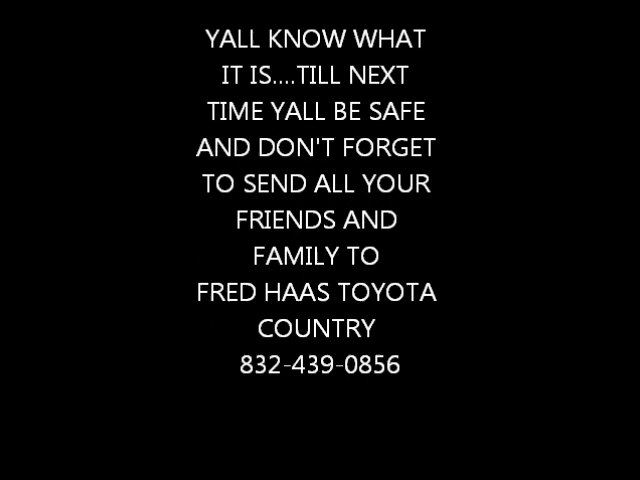 YALL KNOW WHAT
IT IS....TILL NEXT
TIME YALL BE SAFE
AND DON'T FORGET
TO SEND ALL YOUR
FRIENDS AND
FAMILY TO
FRED HAAS TOYOTA
COUNTRY
832-439-0856